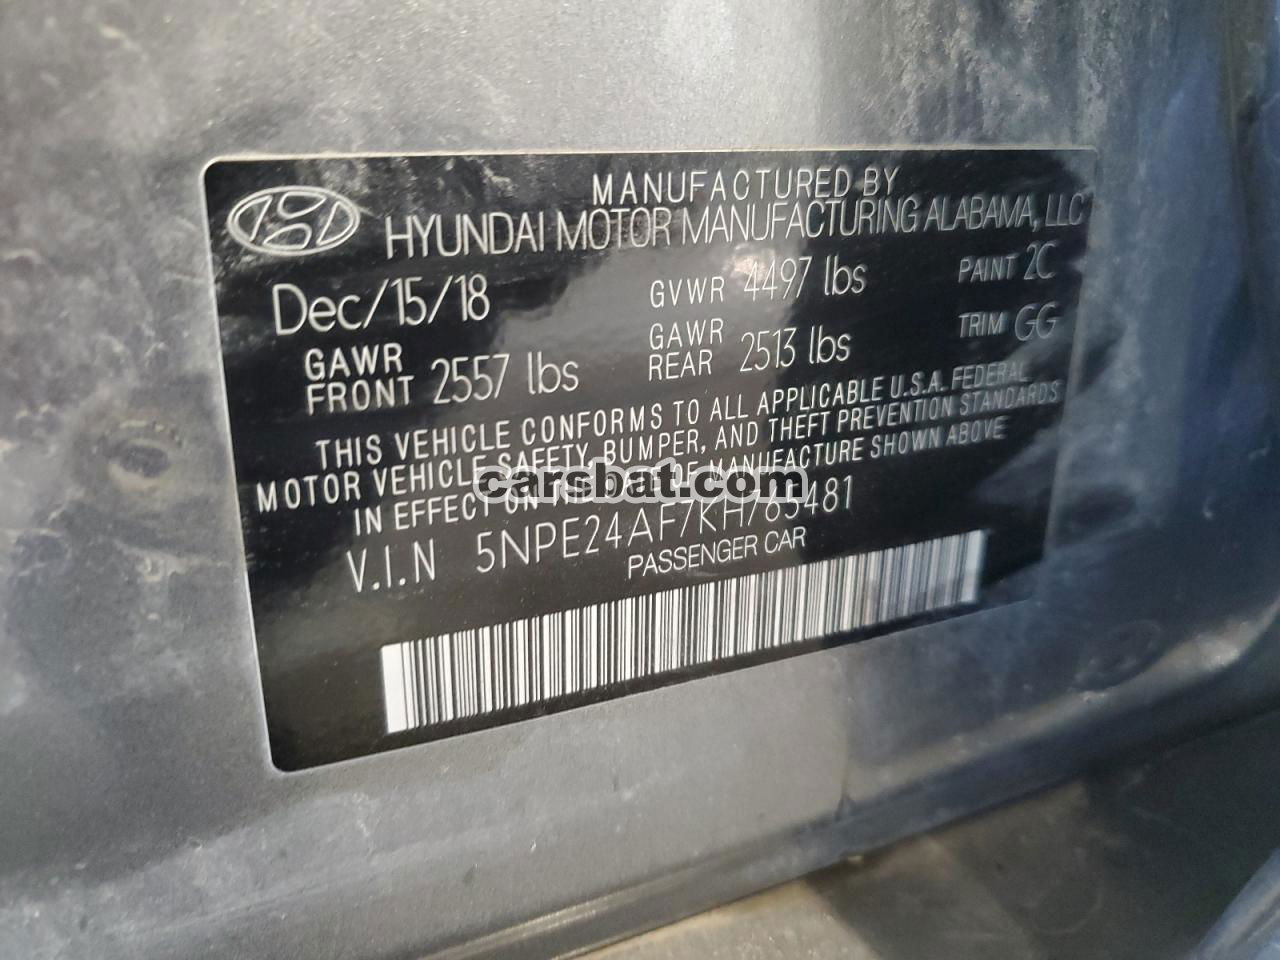 MANUFACTURED BY
HYUNDAI MOTOR MANUFACTURING ALABAMA, LLC
Dec/15/18 GVWR 4497 lbs PAINT 2C
GAWR FRONT 2557 lbs GAWR REAR 2513 lbs TRIM GG
THIS VEHICLE CONFORMS TO ALL APPLICABLE U.S.A. FEDERAL
MOTOR VEHICLE SAFETY, BUMPER, AND THEFT PREVENTION STANDARDS
IN EFFECT ON THE DATE OF MANUFACTURE SHOWN ABOVE
carsbat.com
V.I.N 5NPE24AF7KH765481
PASSENGER CAR